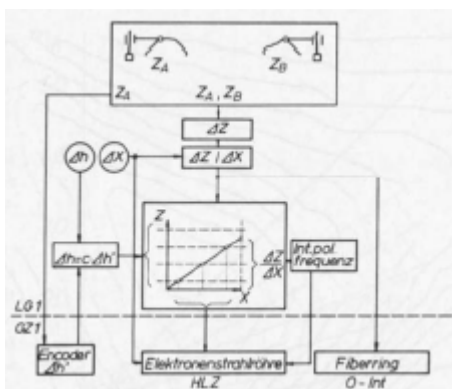 Z_A Z_B
Z_A Z_A, Z_B
ΔZ
Δh ΔX ΔZ | ΔX
Z
Δh=c.Δh'
ΔZ
ΔX
Int.pol.
frequenz
X
LG1
GZ1
Encoder
Δh'
Elektronenstrahlröhre
HLZ
Fiberring
O-Int